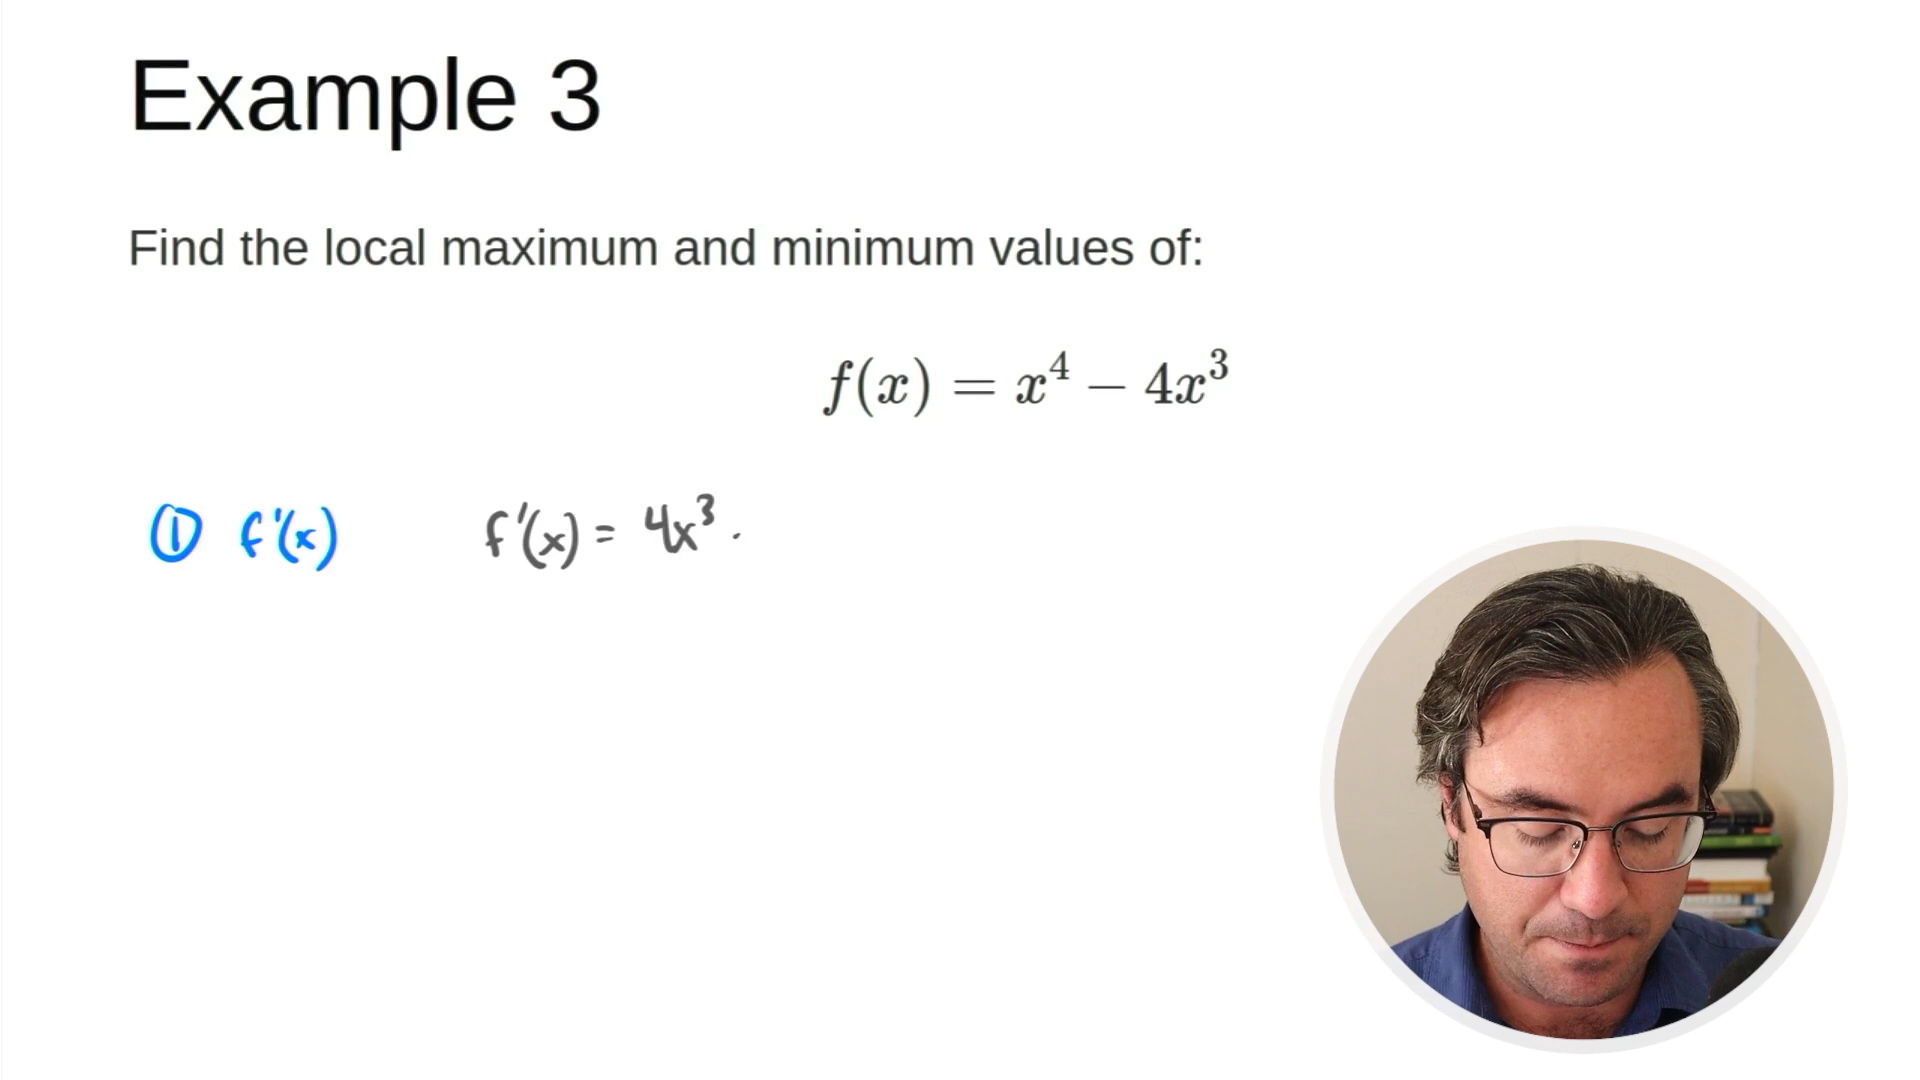 Example 3
Find the local maximum and minimum values of:
f(x) = x⁴ − 4x³
① f'(x) f'(x) = 4x³ ·